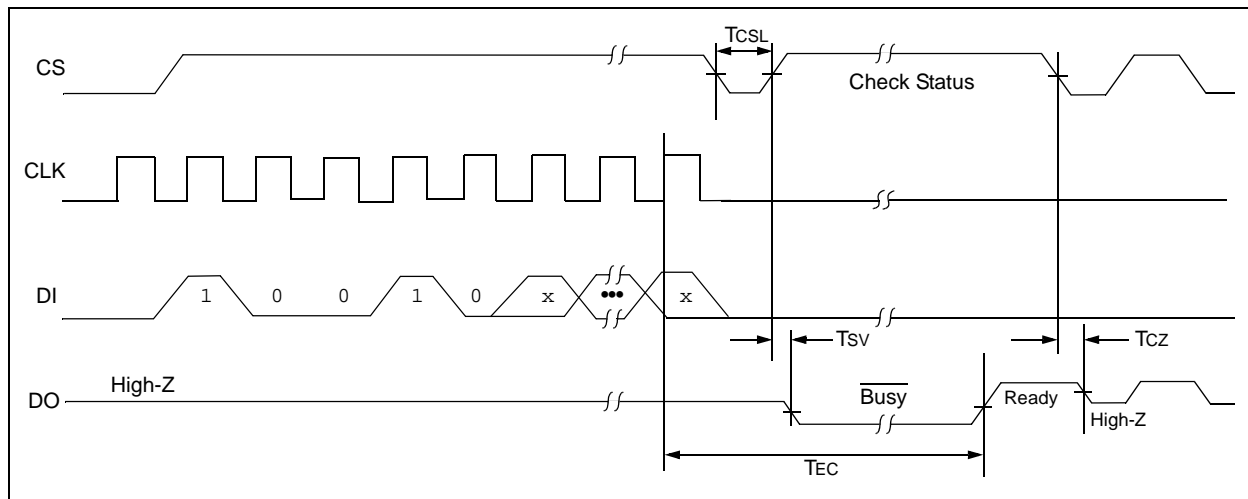 TCSL
CS
Check Status
CLK
DI 1 0 0 1 0 x ••• x
TSV
TCZ
High-Z
DO
Busy
Ready
High-Z
TEC